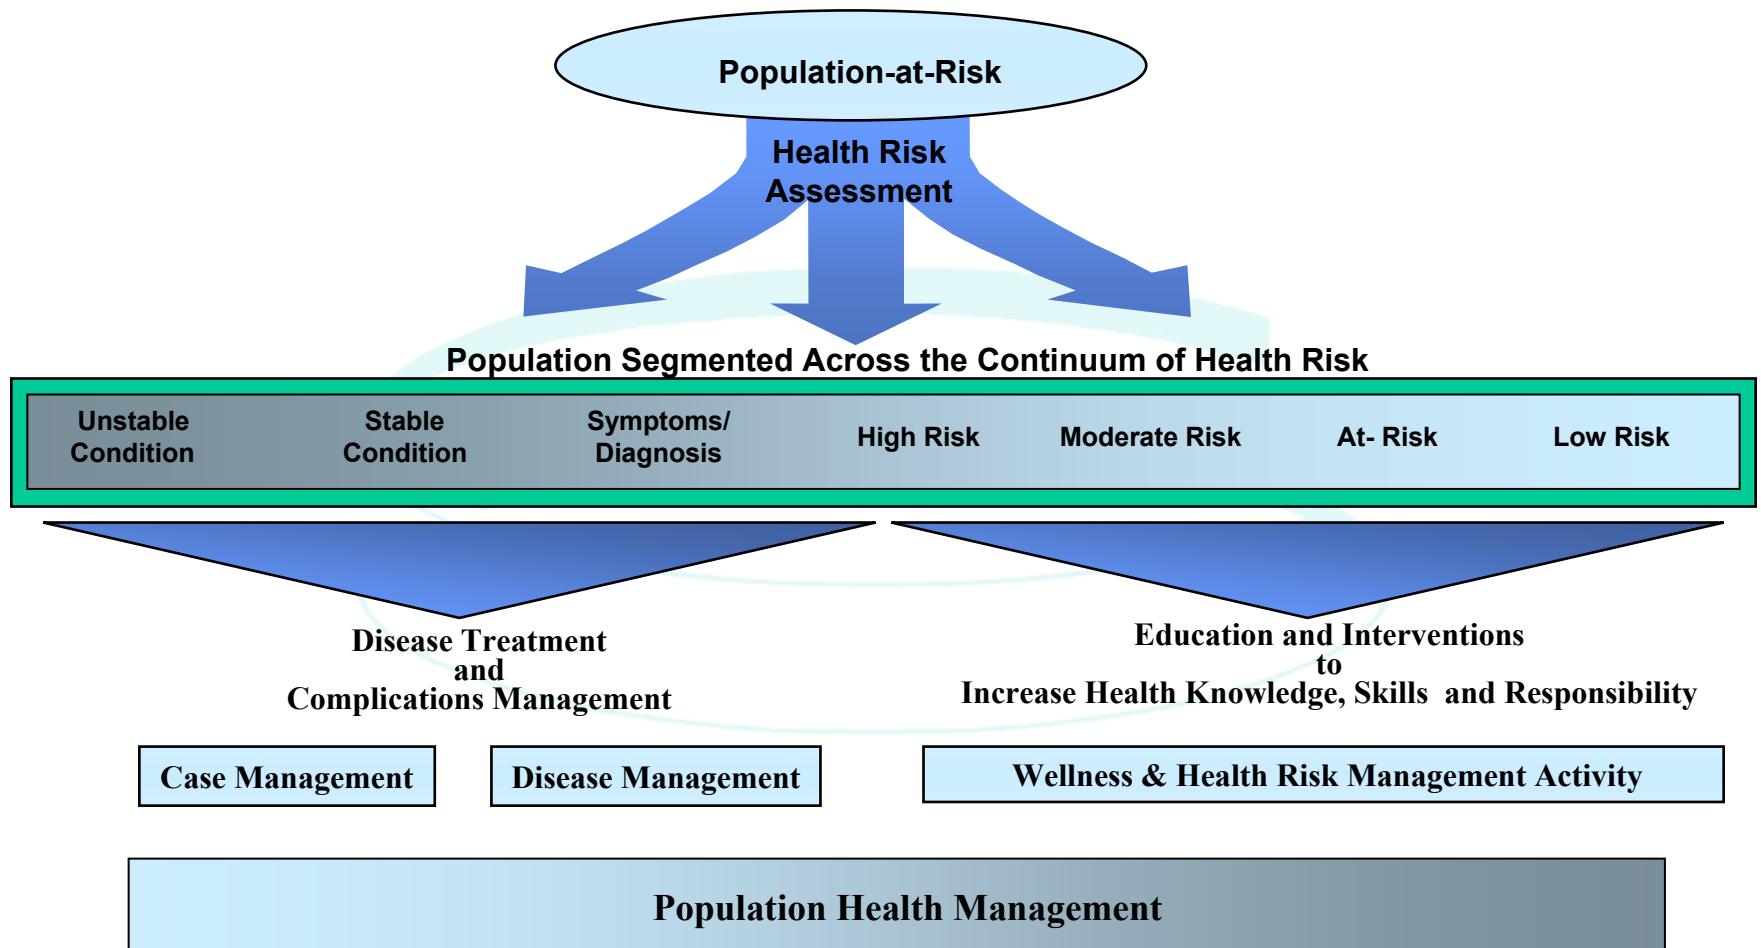 Population-at-Risk
Health Risk
Assessment
Population Segmented Across the Continuum of Health Risk
Unstable
Condition
Stable
Condition
Symptoms/
Diagnosis
High Risk
Moderate Risk
At- Risk
Low Risk
Disease Treatment
and
Complications Management
Education and Interventions
to
Increase Health Knowledge, Skills  and Responsibility
Case Management
Disease Management
Wellness & Health Risk Management Activity
Population Health Management